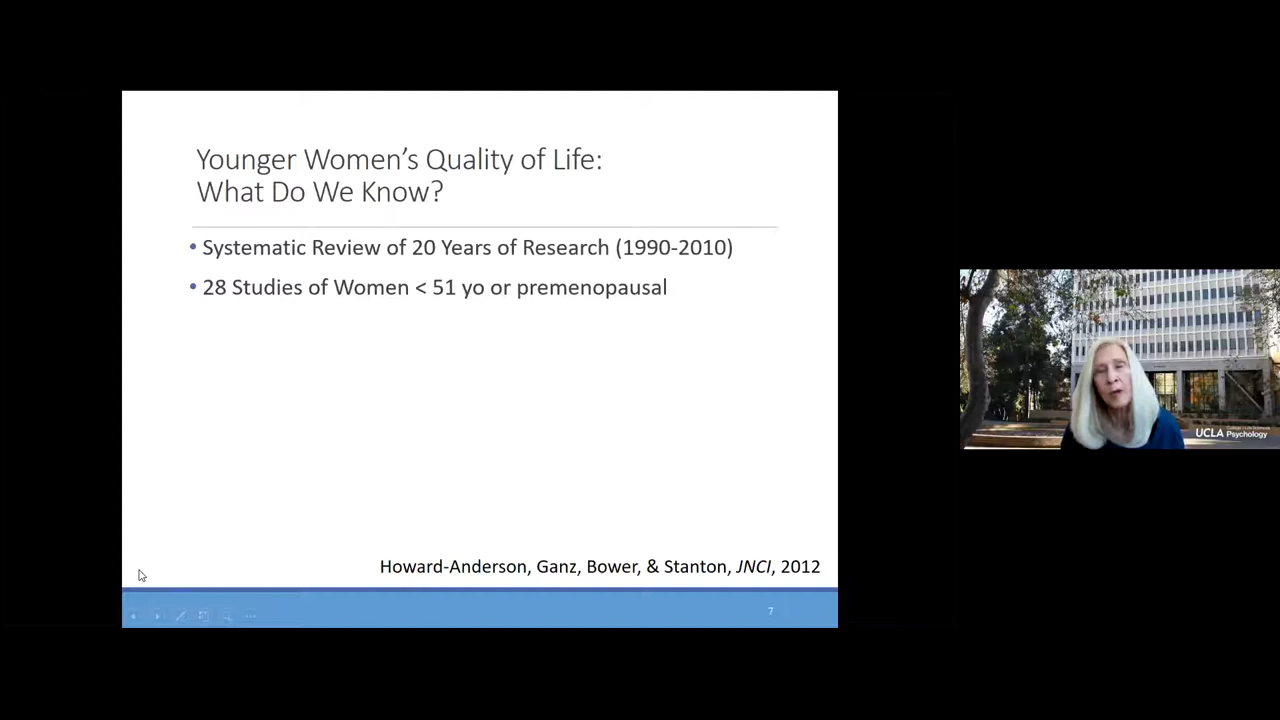 Younger Women’s Quality of Life:
What Do We Know?
• Systematic Review of 20 Years of Research (1990-2010)
• 28 Studies of Women < 51 yo or premenopausal
Howard-Anderson, Ganz, Bower, & Stanton, JNCI, 2012
7
UCLA Psychology